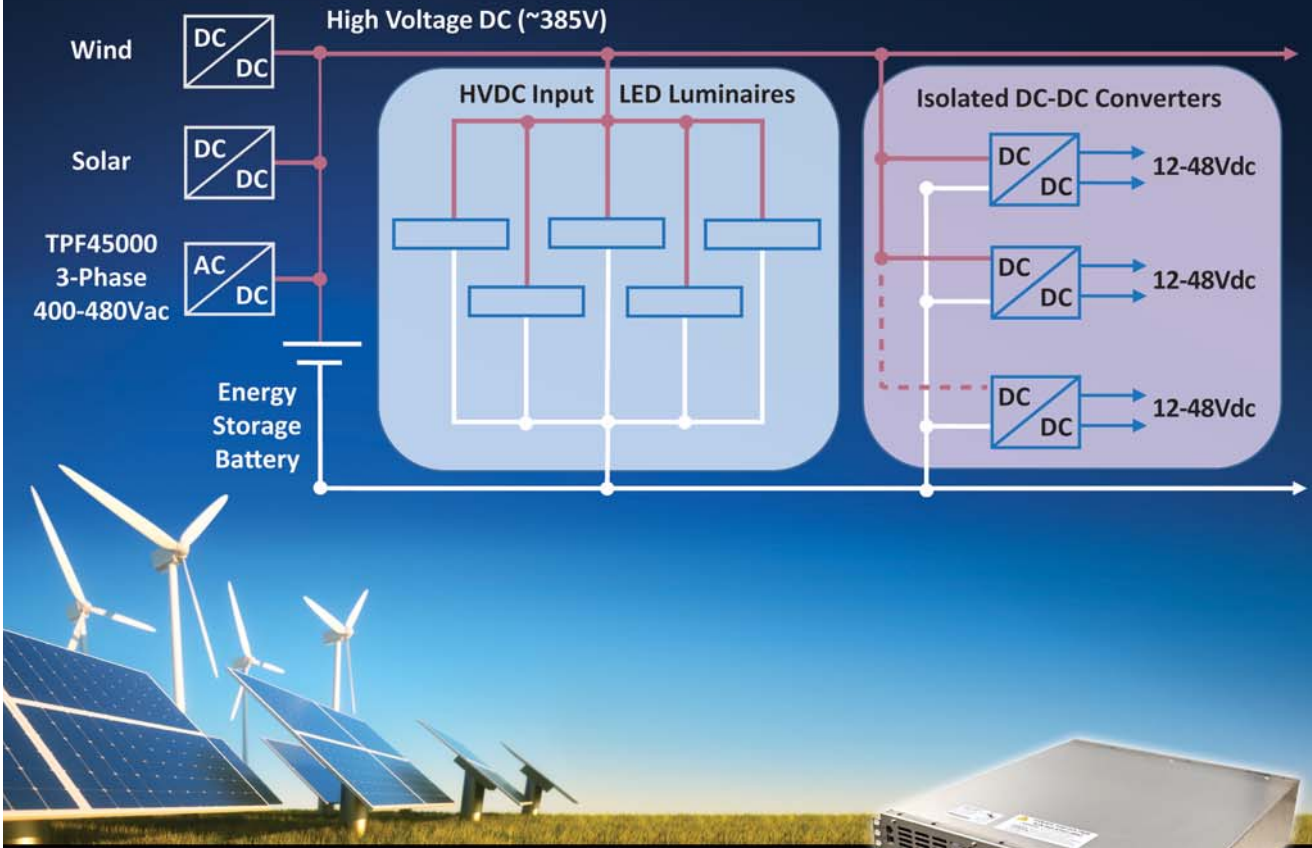 High Voltage DC (~385V)
Wind
DC
DC
Solar
DC
DC
TPF45000
3-Phase
400-480Vac
AC
DC
Energy
Storage
Battery
HVDC Input LED Luminaires
Isolated DC-DC Converters
DC
DC
12-48Vdc
DC
DC
12-48Vdc
DC
DC
12-48Vdc